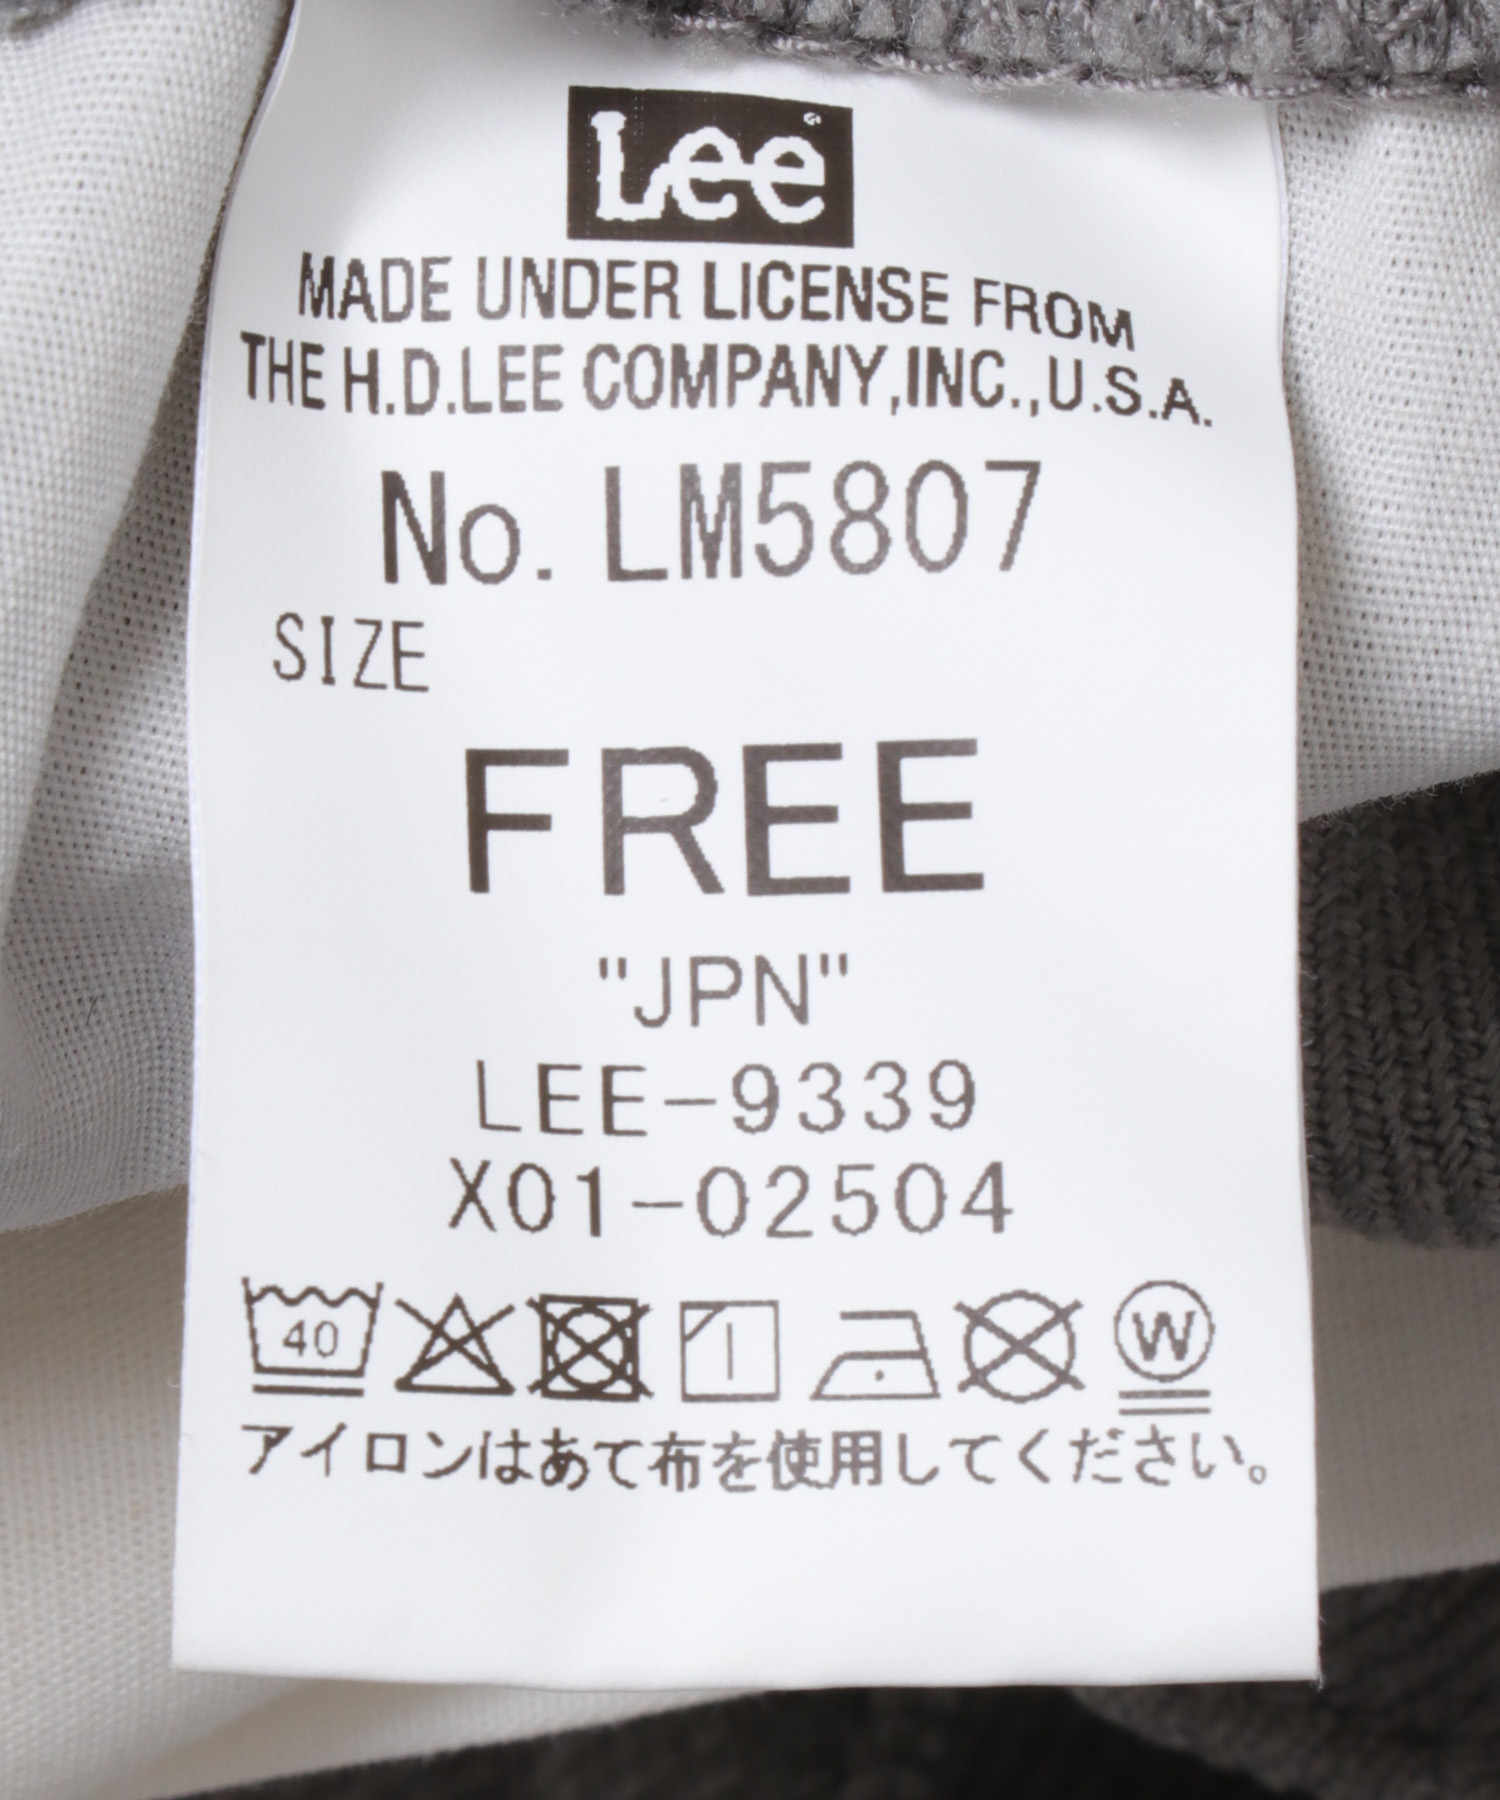 Lee
MADE UNDER LICENSE FROM
THE H.D.LEE COMPANY,INC.,U.S.A.
No. LM5807
SIZE
FREE
"JPN"
LEE-9339
X01-02504
40 W
アイロンはあて布を使用してください。